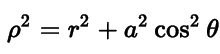 ρ² = r² + a² cos² θ